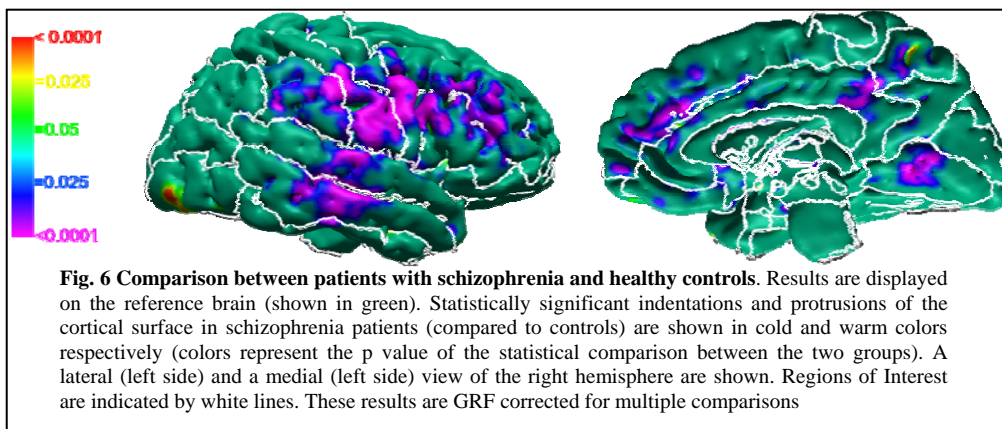 < 0.0001
=0.025
=0.05
=0.025
<0.0001
Fig. 6 Comparison between patients with schizophrenia and healthy controls. Results are displayed
on the reference brain (shown in green). Statistically significant indentations and protrusions of the
cortical surface in schizophrenia patients (compared to controls) are shown in cold and warm colors
respectively (colors represent the p value of the statistical comparison between the two groups). A
lateral (left side) and a medial (left side) view of the right hemisphere are shown. Regions of Interest
are indicated by white lines. These results are GRF corrected for multiple comparisons